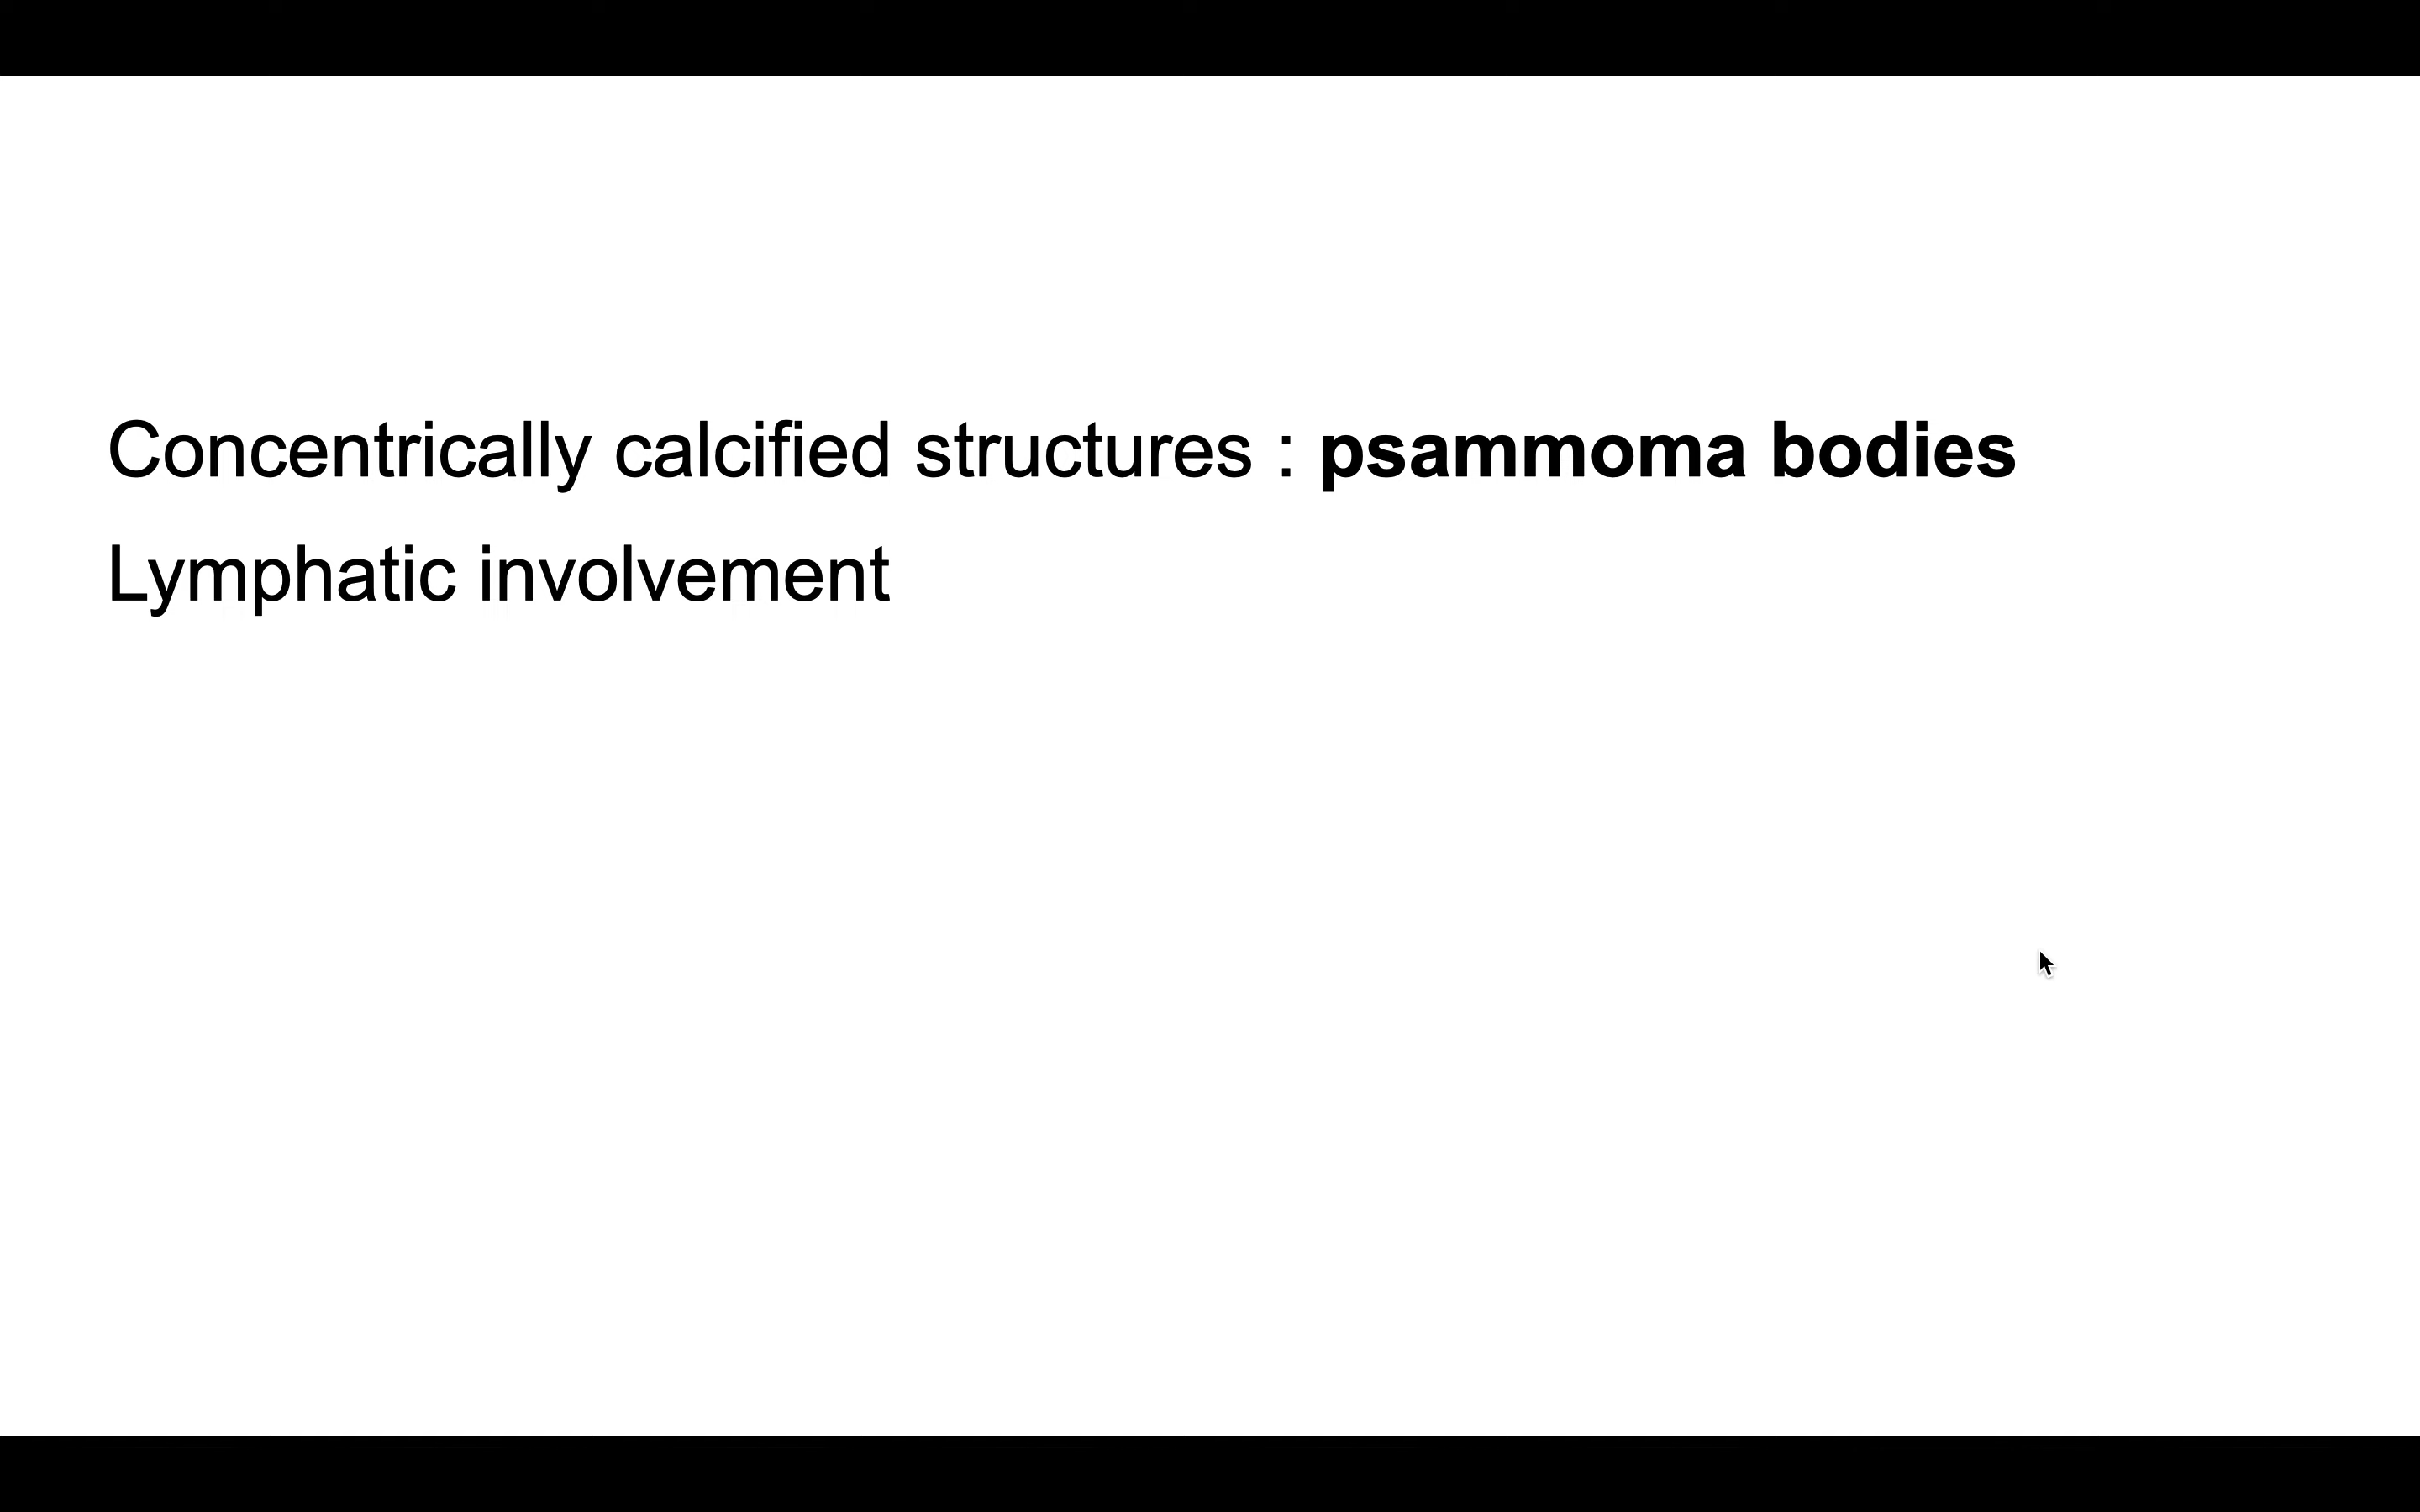 Concentrically calcified structures : psammoma bodies
Lymphatic involvement